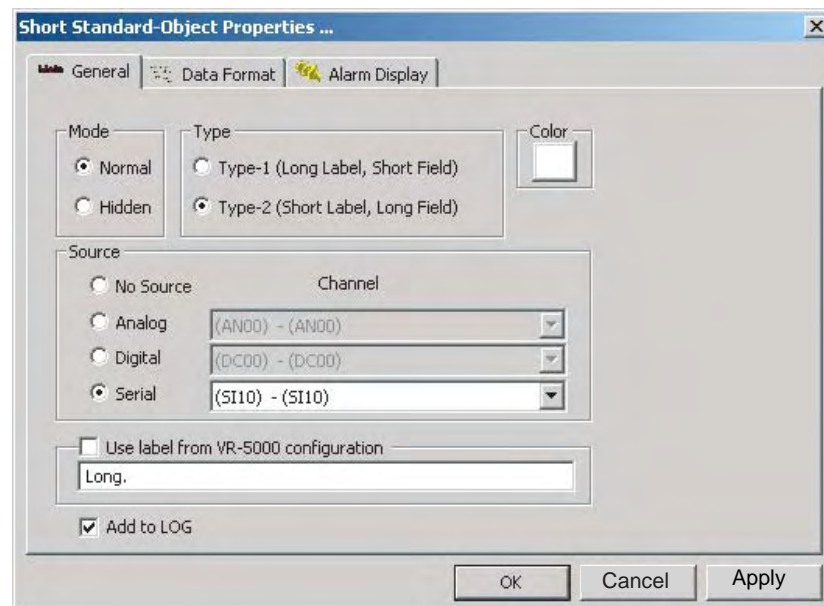 Short Standard-Object Properties ...
General
Data Format
Alarm Display
Mode
Normal
Hidden
Type
Type-1 (Long Label, Short Field)
Type-2 (Short Label, Long Field)
Color
Source
No Source
Channel
Analog
(AN00) - (AN00)
Digital
(DC00) - (DC00)
Serial
(SI10) - (SI10)
Use label from VR-5000 configuration
Long.
Add to LOG
OK
Cancel
Apply